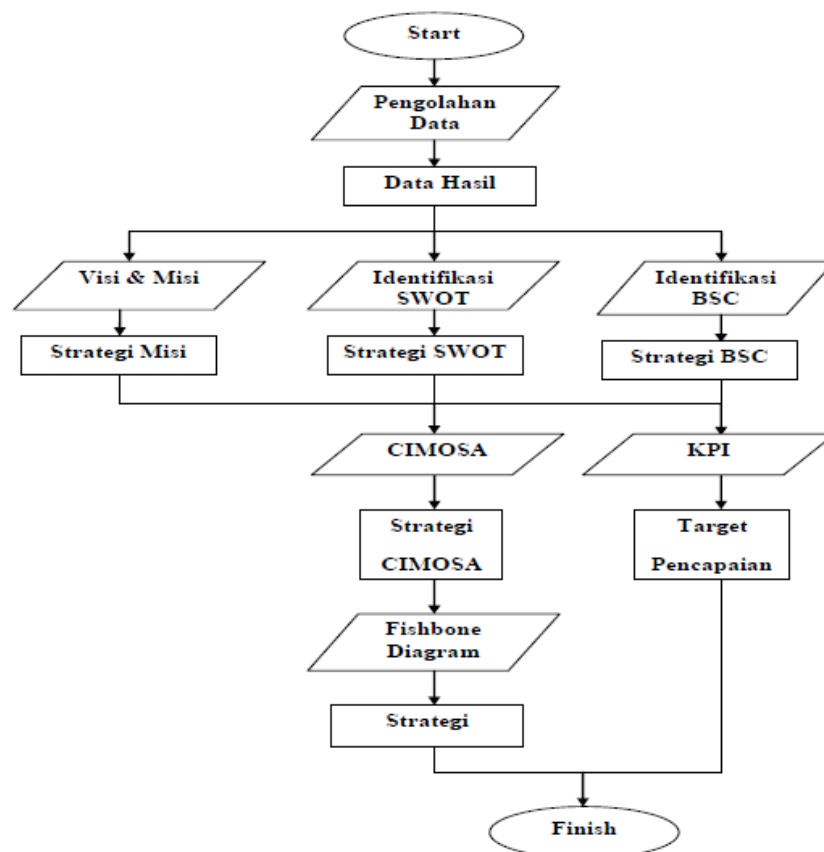 Start
Pengolahan
Data
Data Hasil
Visi & Misi
Identifikasi
SWOT
Identifikasi
BSC
Strategi Misi
Strategi SWOT
Strategi BSC
CIMOSA
KPI
Strategi
CIMOSA
Target
Pencapaian
Fishbone
Diagram
Strategi
Finish